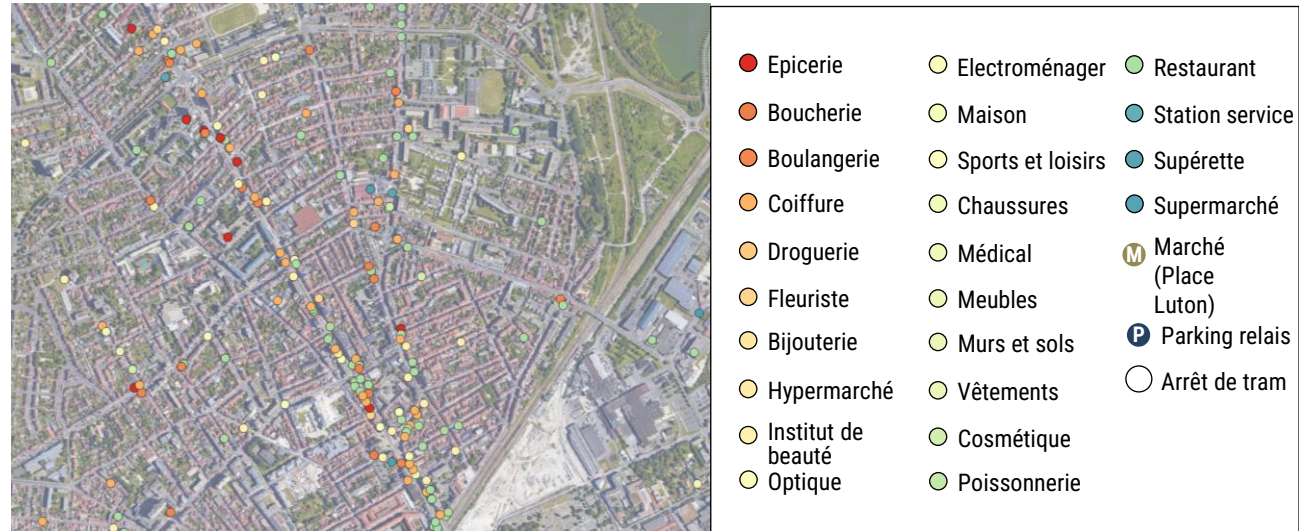 Epicerie
Boucherie
Boulangerie
Coiffure
Droguerie
Fleuriste
Bijouterie
Hypermarché
Institut de
beauté
Optique
Electroménager
Maison
Sports et loisirs
Chaussures
Médical
Meubles
Murs et sols
Vêtements
Cosmétique
Poissonnerie
Restaurant
Station service
Supérette
Supermarché
M Marché
(Place
Luton)
P Parking relais
Arrêt de tram